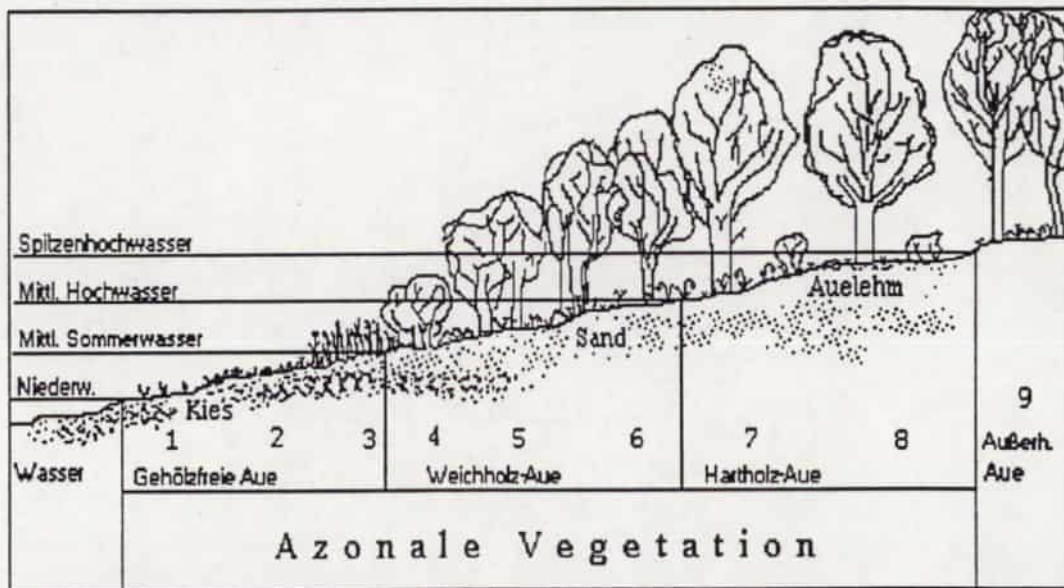 Spitzenhochwasser
Mittl. Hochwasser
Auelehm
Mittl. Sommerwasser
Sand
Niederw.
Kies
1 2 3 4 5 6 7 8 9
Wasser
Gehölzfreie Aue
Weichholz-Aue
Hartholz-Aue
Außerh.
Aue
Azonale Vegetation